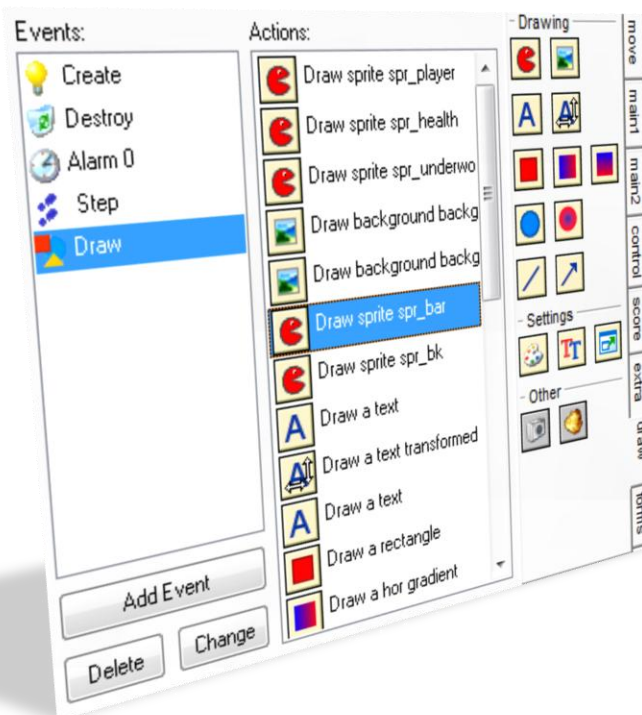 Events:
Create
Destroy
Alarm 0
Step
Draw
Add Event
Delete
Change
Actions:
Draw sprite spr_player
Draw sprite spr_health
Draw sprite spr_underwo
Draw background backg
Draw background backg
Draw sprite spr_bar
Draw sprite spr_bk
Draw a text
Draw a text transformed
Draw a text
Draw a rectangle
Draw a hor gradient
Drawing
Settings
Other
move
main1
main2
control
score
extra
draw
forms